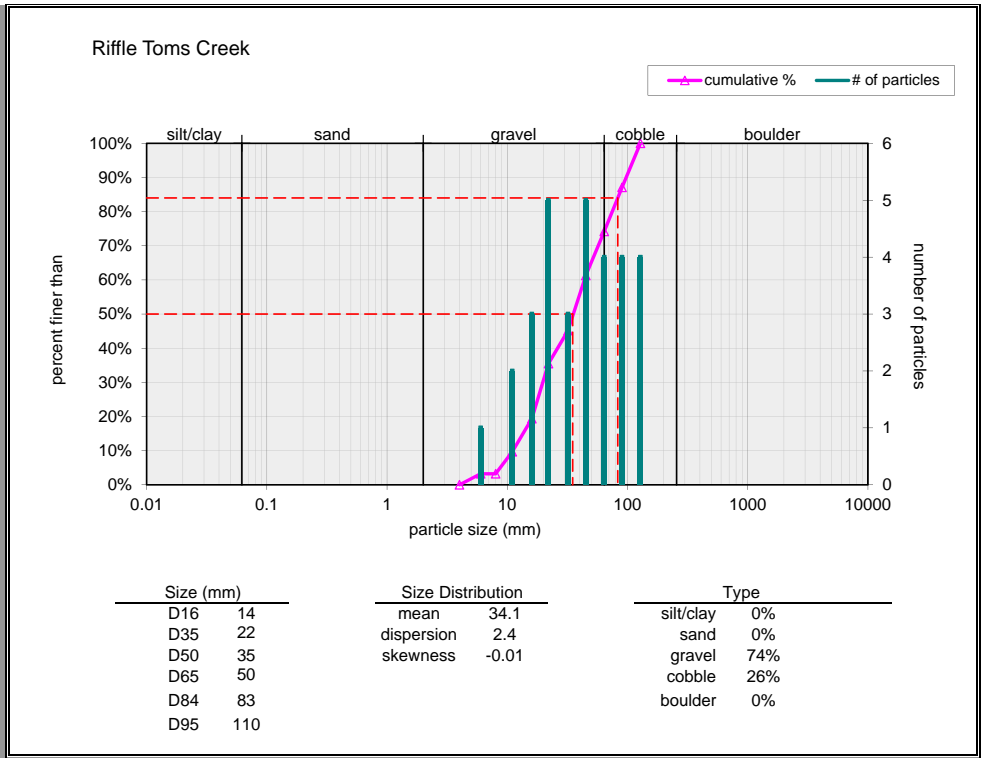 Riffle Toms Creek
cumulative % # of particles
silt/clay sand gravel cobble boulder
100%
90%
80%
70%
60%
50%
40%
30%
20%
10%
0%
6
5
4
3
2
1
0
percent finer than
number of particles
0.01 0.1 1 10 100 1000 10000
particle size (mm)
Size (mm)
D16 14
D35 22
D50 35
D65 50
D84 83
D95 110
Size Distribution
mean 34.1
dispersion 2.4
skewness -0.01
Type
silt/clay 0%
sand 0%
gravel 74%
cobble 26%
boulder 0%